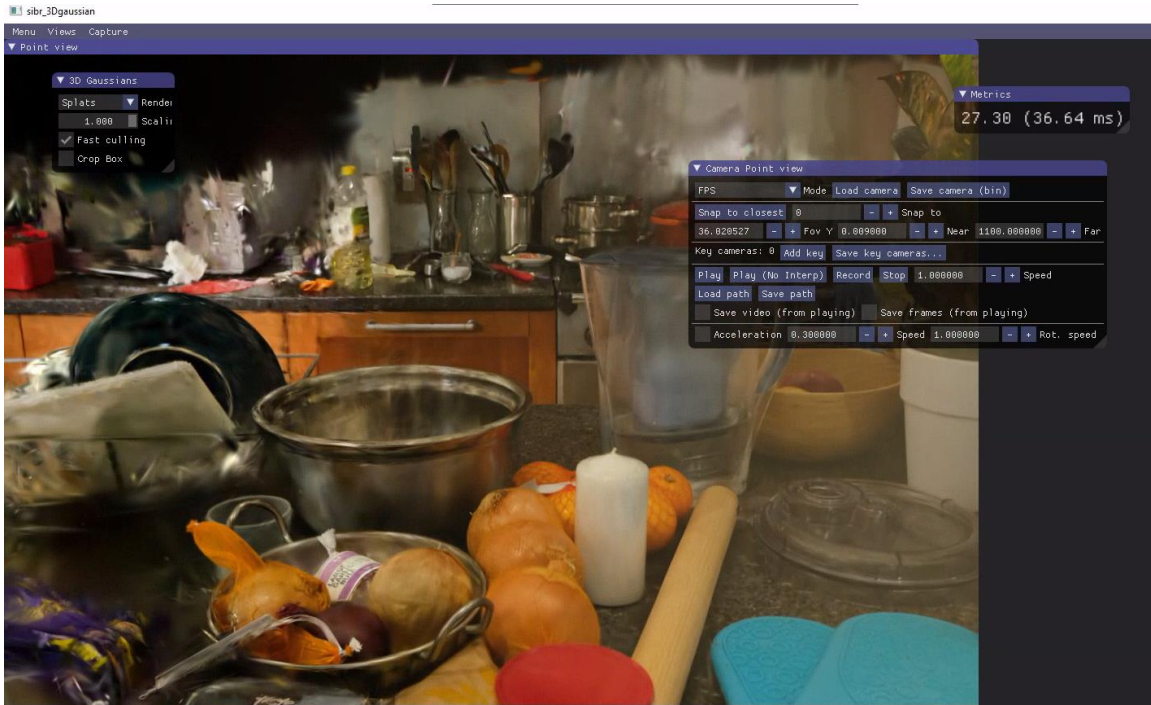 sibr_3Dgaussian
Menu Views Capture
Point view
3D Gaussians
Splats Render
1.000 Scalin
Fast culling
Crop Box
Metrics
27.30 (36.64 ms)
Camera Point view
FPS Mode Load camera Save camera (bin)
Snap to closest 0 - + Snap to
36.020527 - + Fov Y 0.009000 - + Near 1100.000000 - + Far
Key cameras: 0 Add key Save key cameras...
Play Play (No Interp) Record Stop 1.000000 - + Speed
Load path Save path
Save video (from playing) Save frames (from playing)
Acceleration 0.300000 - + Speed 1.000000 - + Rot. speed